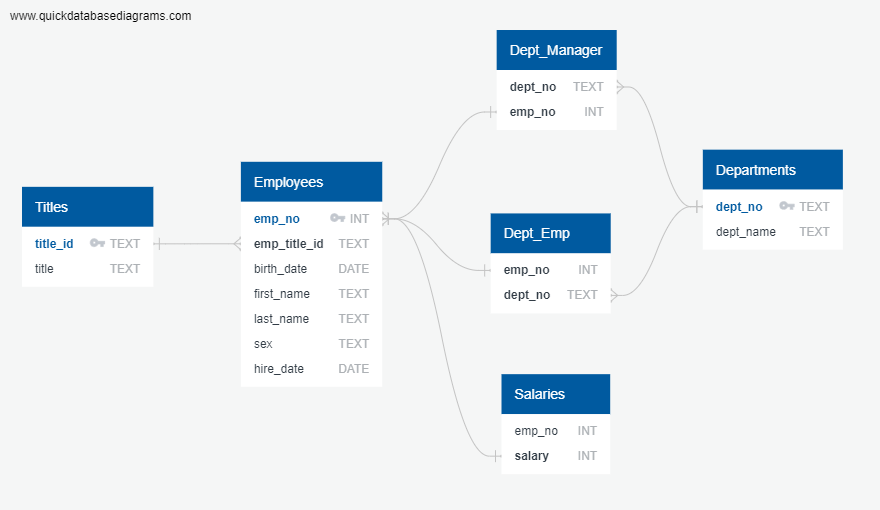 www.quickdatabasediagrams.com
Titles
title_id TEXT
title TEXT
Employees
emp_no INT
emp_title_id TEXT
birth_date DATE
first_name TEXT
last_name TEXT
sex TEXT
hire_date DATE
Dept_Manager
dept_no TEXT
emp_no INT
Dept_Emp
emp_no INT
dept_no TEXT
Salaries
emp_no INT
salary INT
Departments
dept_no TEXT
dept_name TEXT